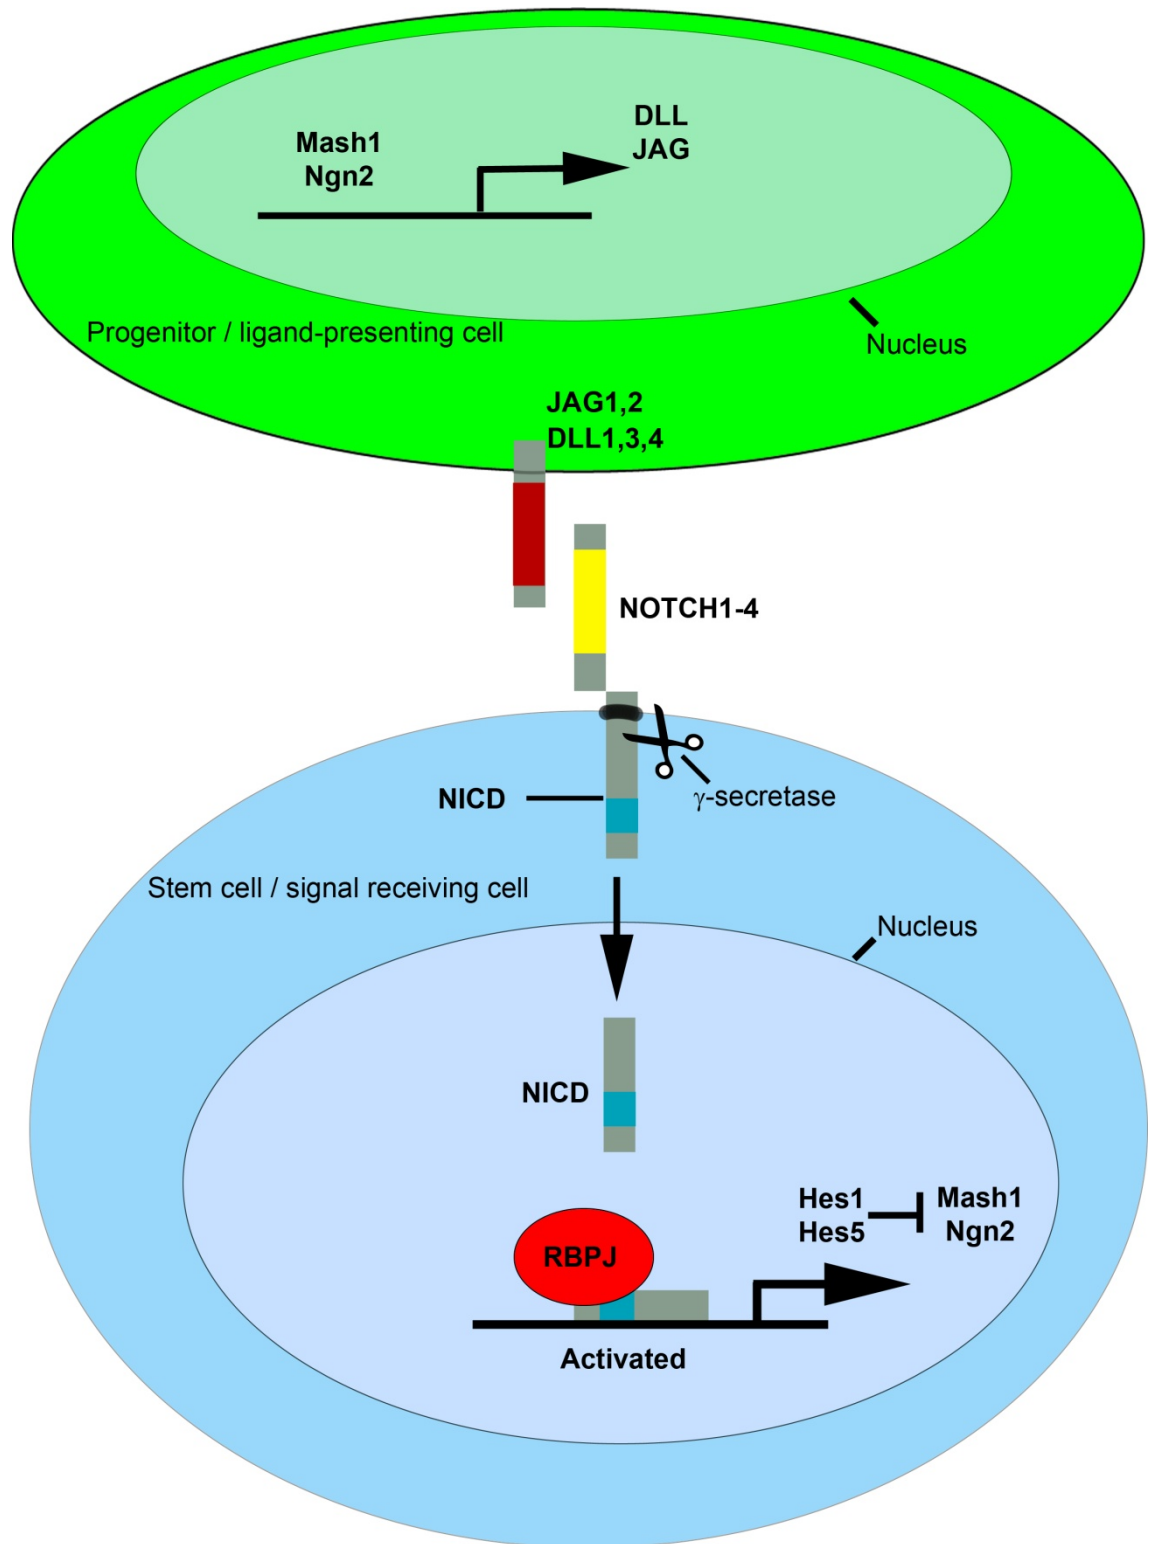 DLL
JAG
Mash1
Ngn2
Progenitor / ligand-presenting cell
Nucleus
JAG1,2
DLL1,3,4
NOTCH1-4
γ-secretase
NICD
Stem cell / signal receiving cell
Nucleus
NICD
Hes1
Hes5
Mash1
Ngn2
RBPJ
Activated